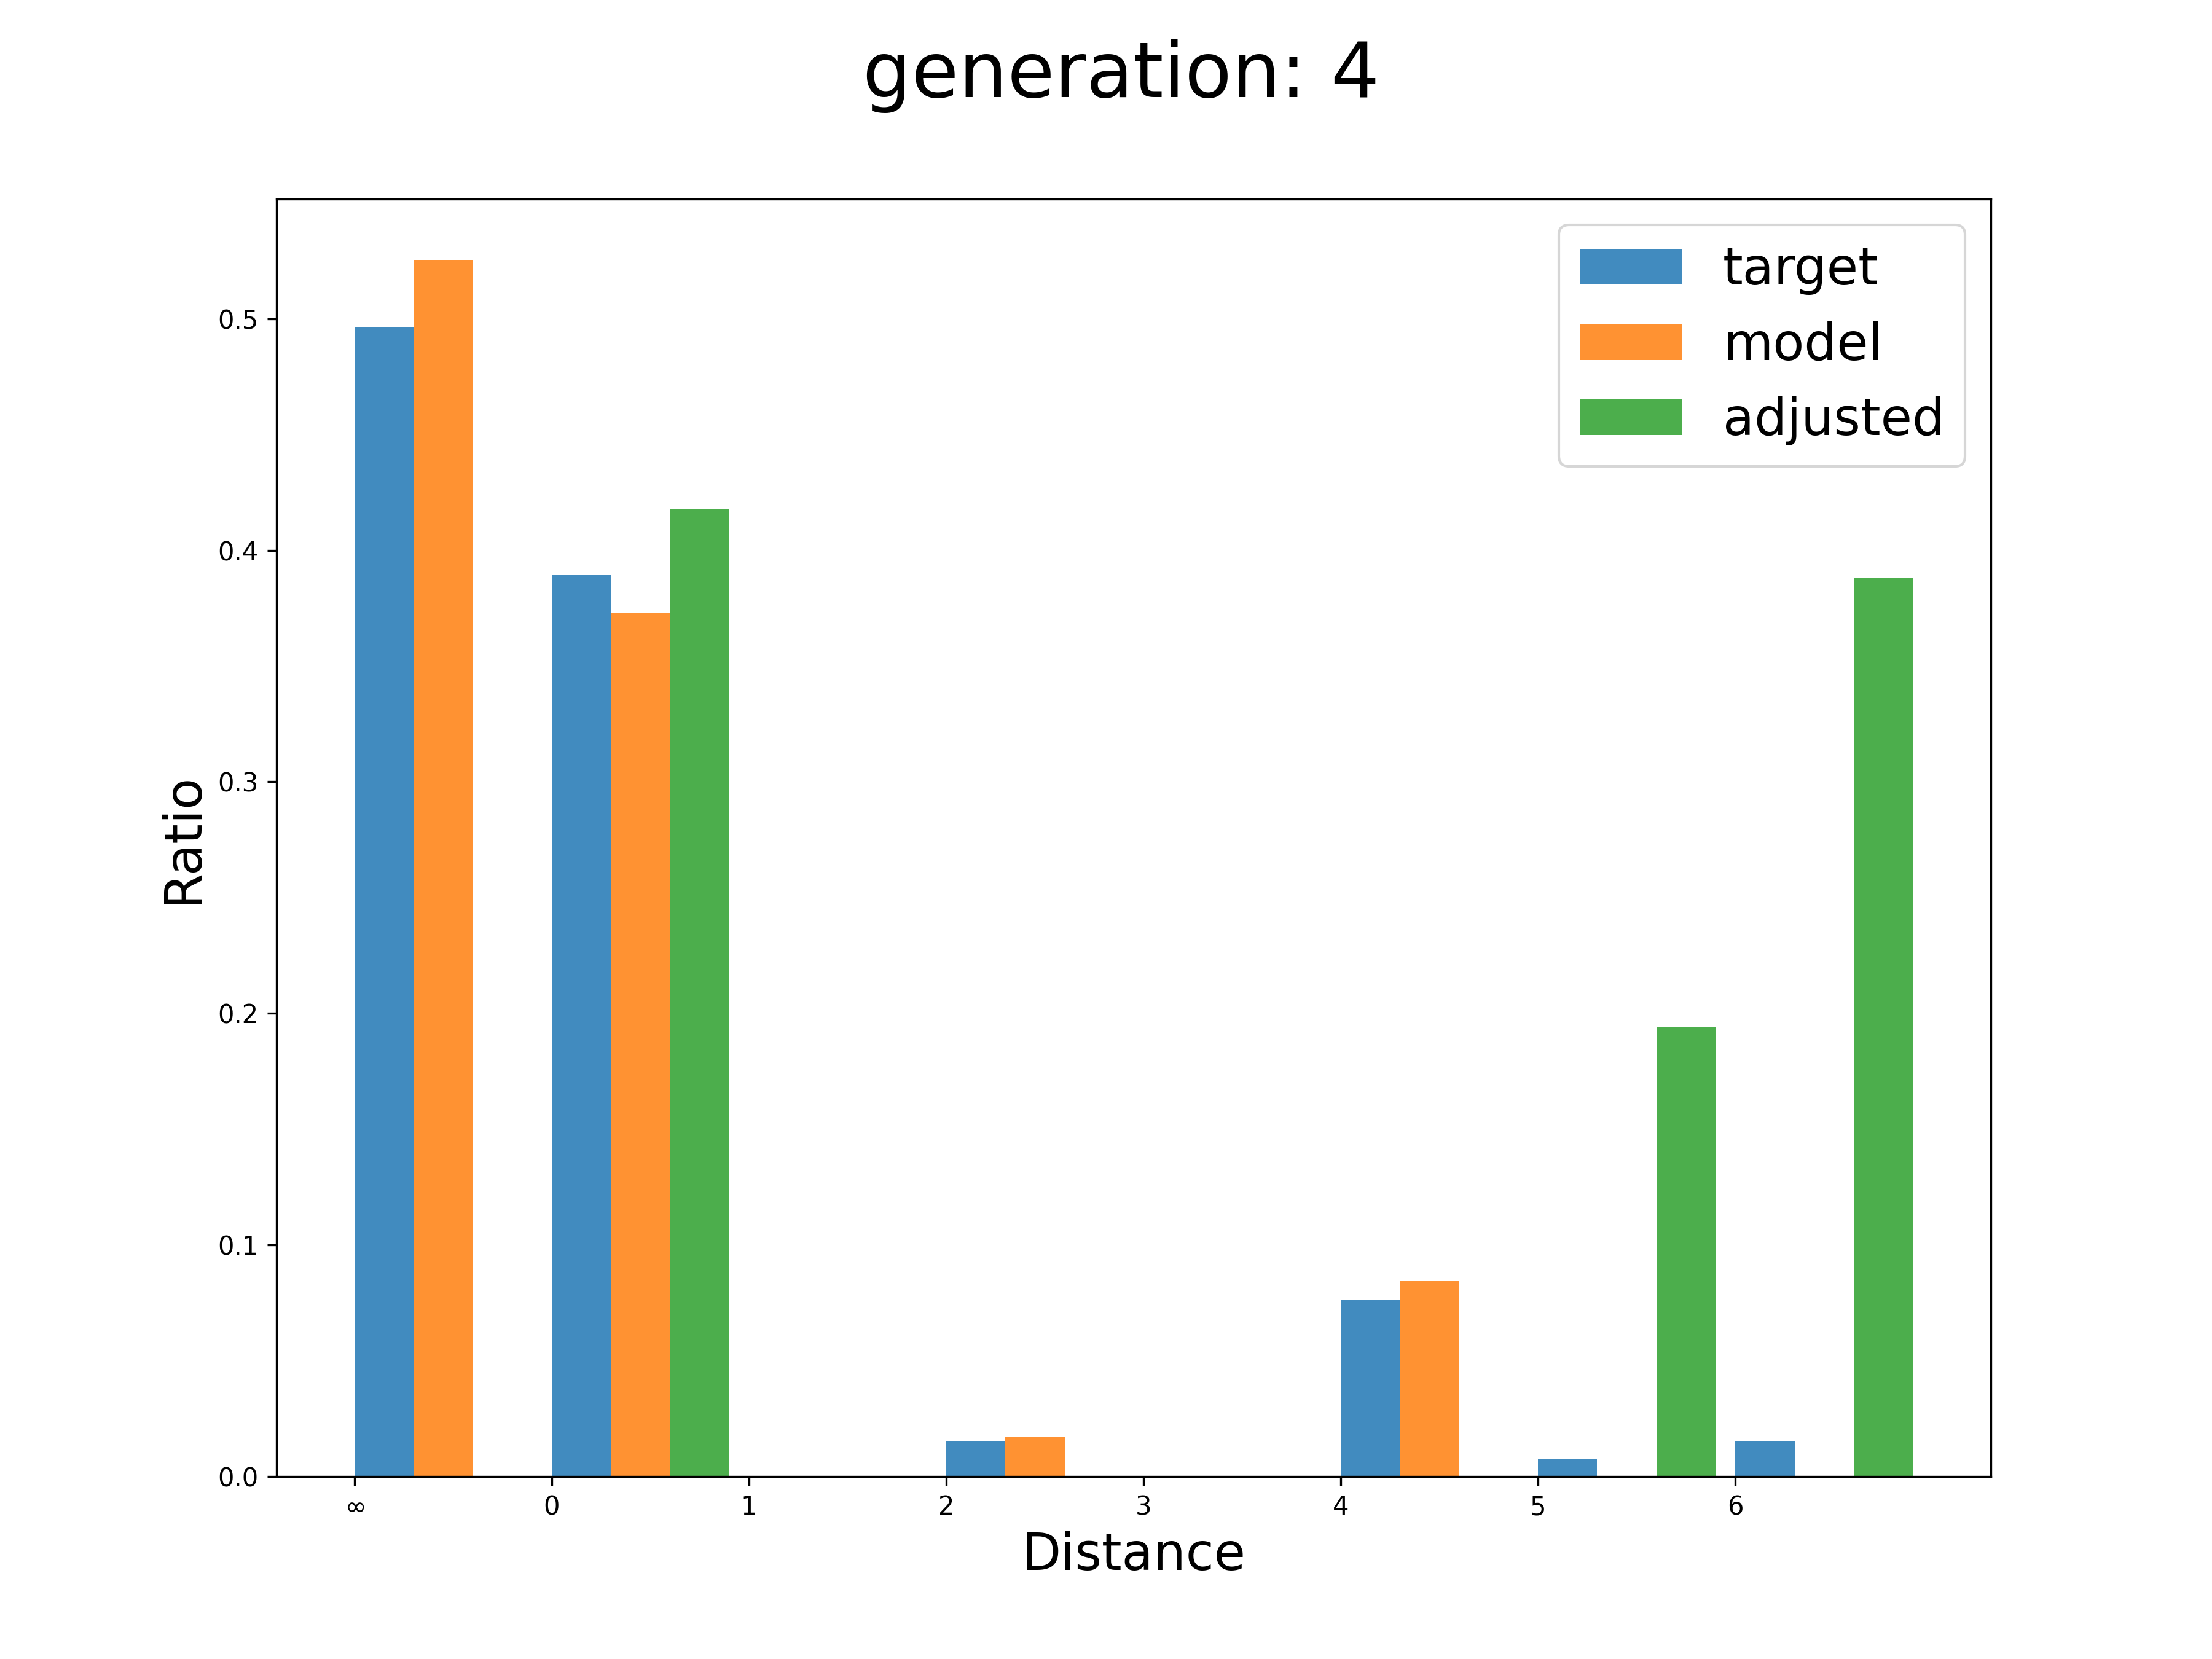 generation: 4
target
model
adjusted
Ratio
0.5
0.4
0.3
0.2
0.1
0.0
∞ 0 1 2 3 4 5 6
Distance